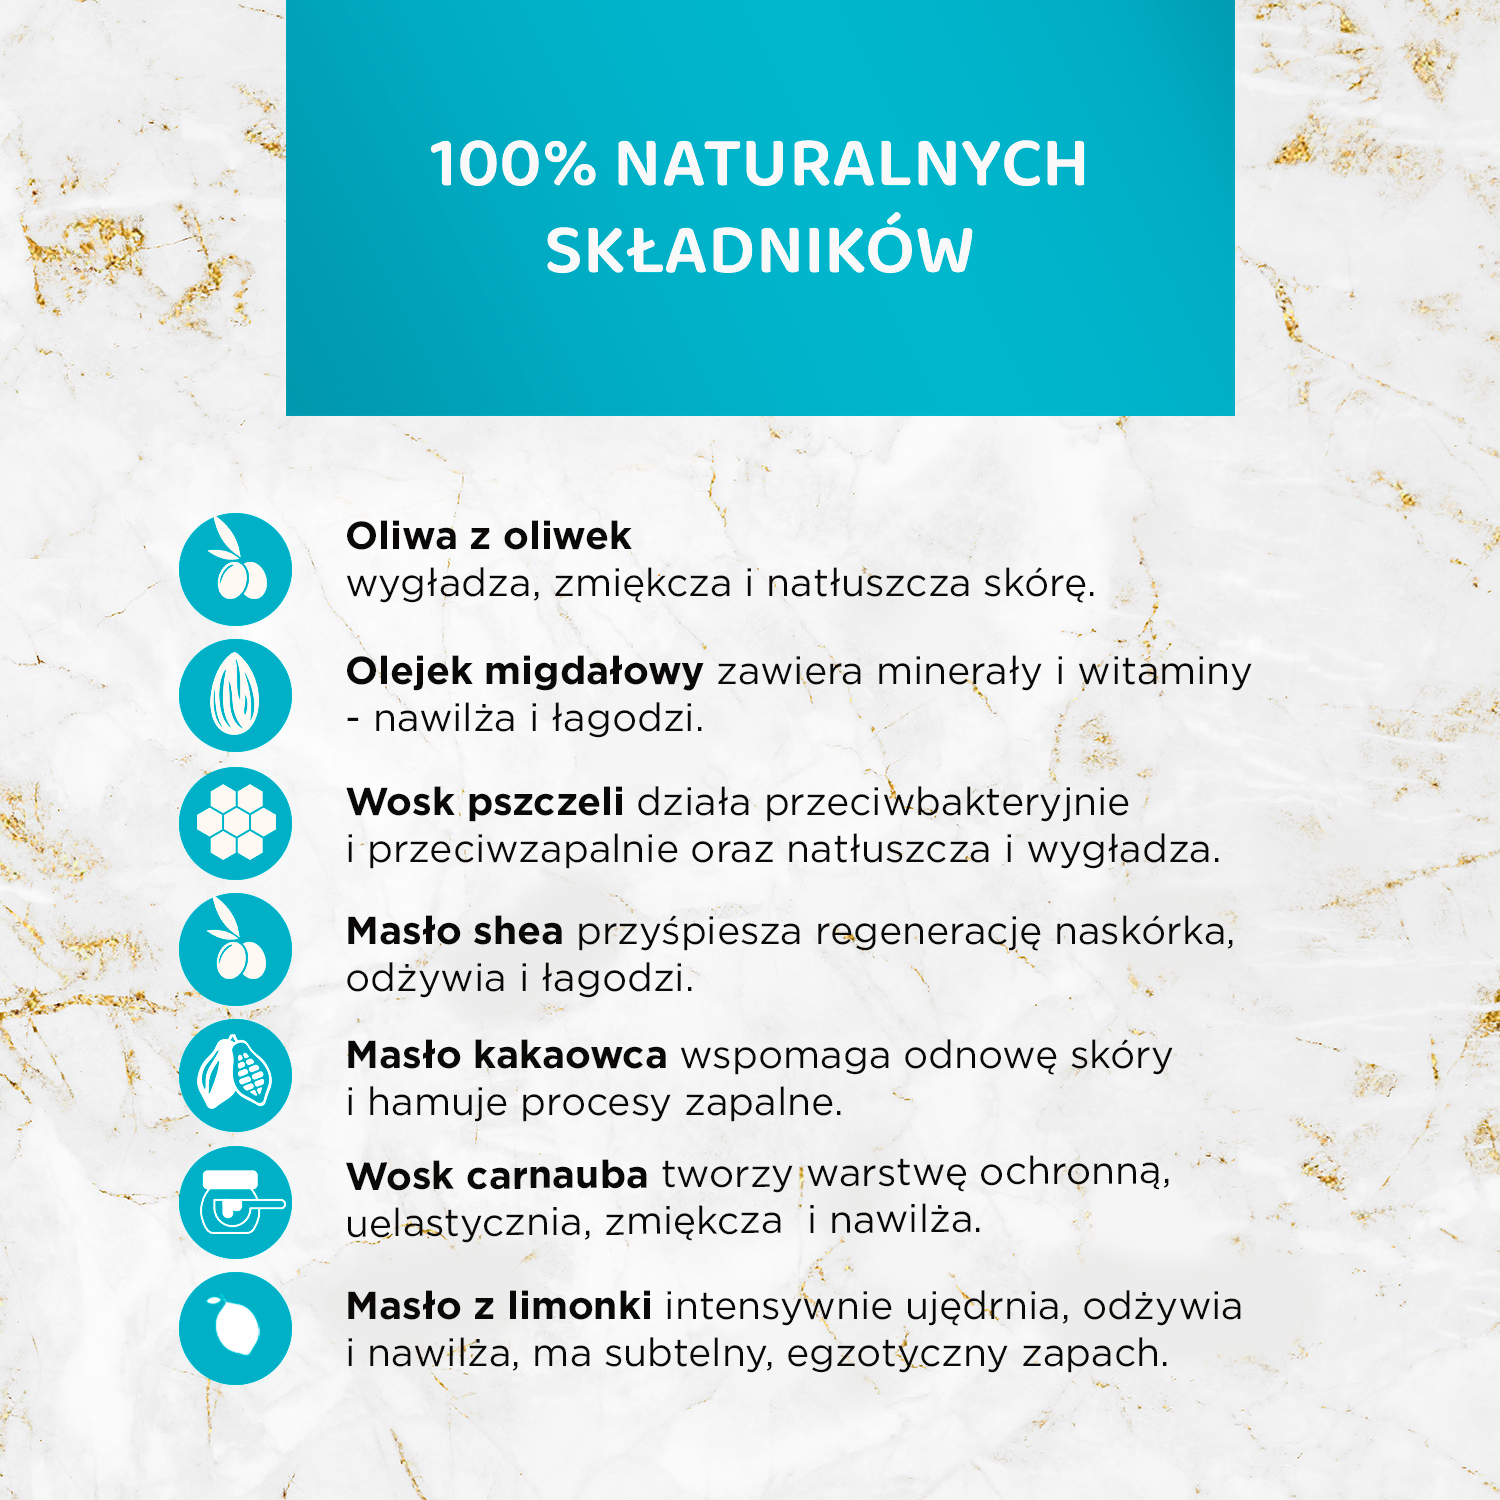 100% NATURALNYCH
SKŁADNIKÓW
Oliwa z oliwek
wygładza, zmiękcza i natłuszcza skórę.
Olejek migdałowy zawiera minerały i witaminy
- nawilża i łagodzi.
Wosk pszczeli działa przeciwbakteryjnie
i przeciwzapalnie oraz natłuszcza i wygładza.
Masło shea przyśpiesza regenerację naskórka,
odżywia i łagodzi.
Masło kakaowca wspomaga odnowę skóry
i hamuje procesy zapalne.
Wosk carnauba tworzy warstwę ochronną,
uelastycznia, zmiękcza  i nawilża.
Masło z limonki intensywnie ujędrnia, odżywia
i nawilża, ma subtelny, egzotyczny zapach.